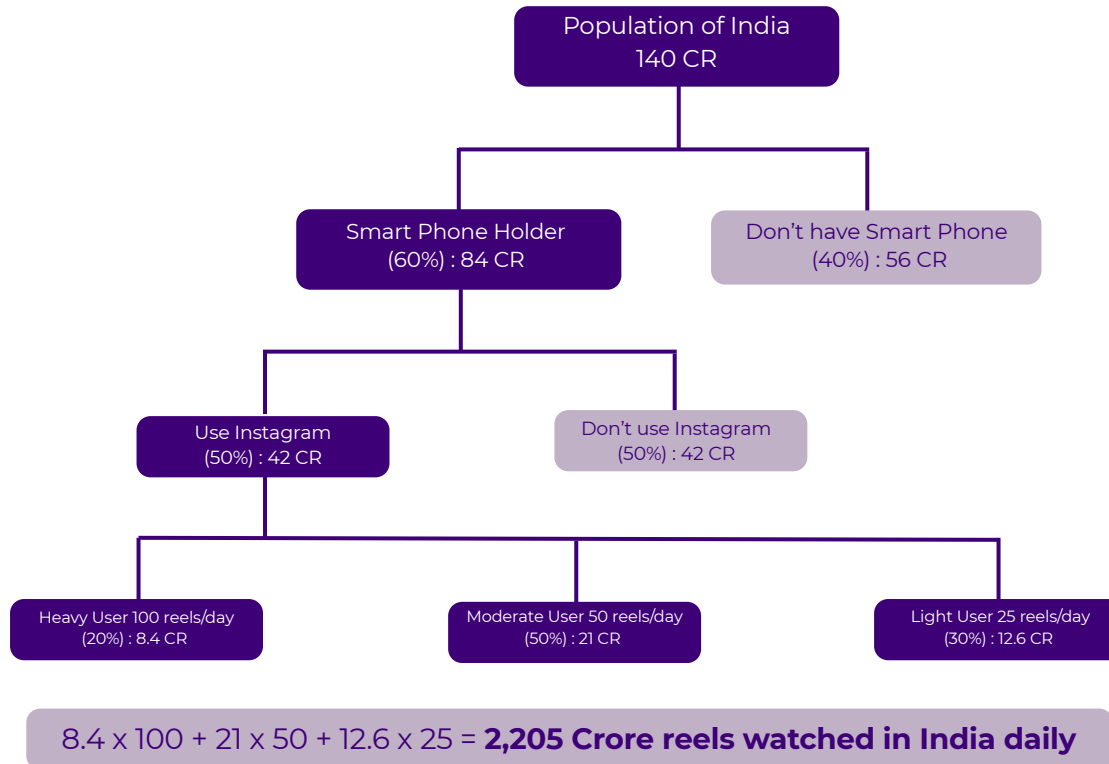 Population of India
140 CR
Smart Phone Holder
(60%) : 84 CR
Don't have Smart Phone
(40%) : 56 CR
Use Instagram
(50%) : 42 CR
Don't use Instagram
(50%) : 42 CR
Heavy User 100 reels/day
(20%) : 8.4 CR
Moderate User 50 reels/day
(50%) : 21 CR
Light User 25 reels/day
(30%) : 12.6 CR
8.4 x 100 + 21 x 50 + 12.6 x 25 = 2,205 Crore reels watched in India daily